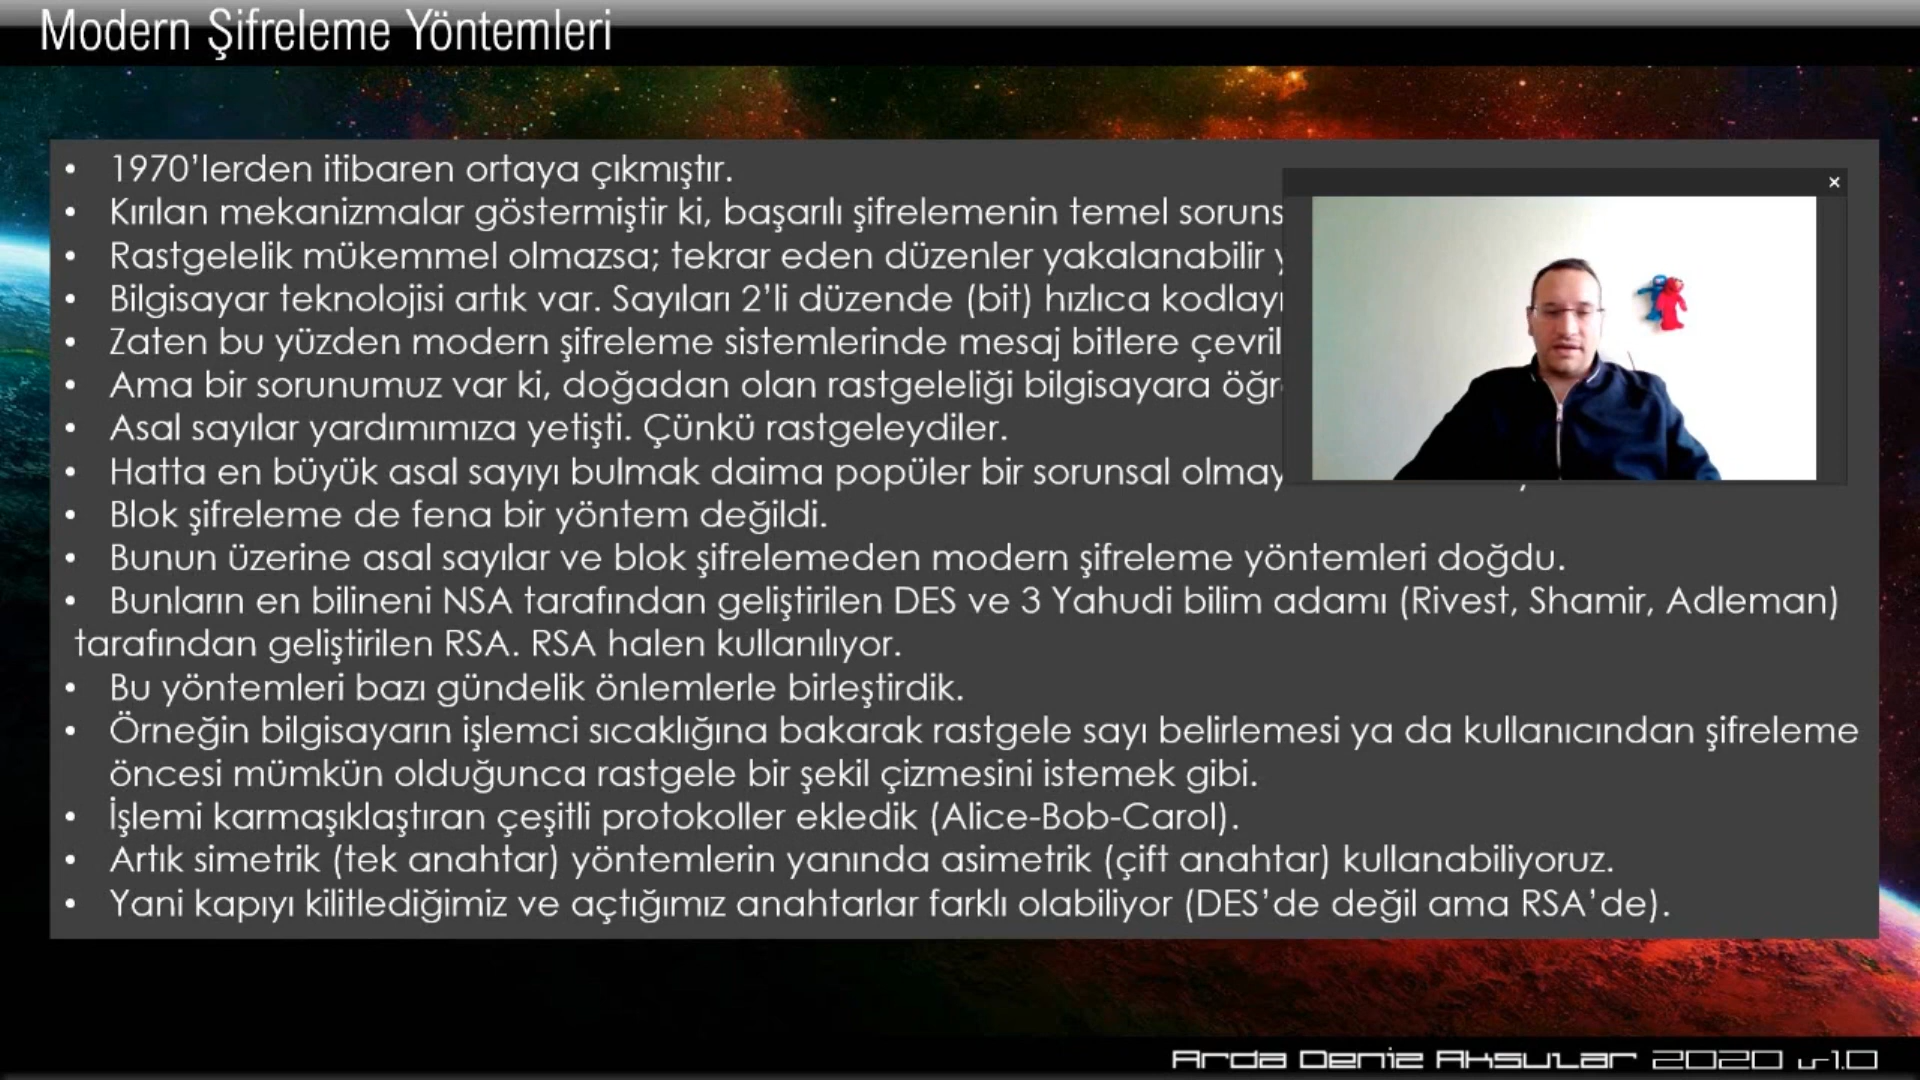 Modern Şifreleme Yöntemleri
• 1970’lerden itibaren ortaya çıkmıştır.
• Kırılan mekanizmalar göstermiştir ki, başarılı şifrelemenin temel
• Rastgelelik mükemmel olmazsa; tekrar eden düzenler yakalanabilir
• Bilgisayar teknolojisi artık var. Sayıları 2’li düzende (bit) hızlıca
• Zaten bu yüzden modern şifreleme sistemlerinde mesaj bitlere
• Ama bir sorunumuz var ki, doğadan olan rastgeleliği bilgisayara
• Asal sayılar yardımımıza yetişti. Çünkü rastgeleydiler.
• Hatta en büyük asal sayıyı bulmak daima popüler bir sorunsal
• Blok şifreleme de fena bir yöntem değildi.
• Bunun üzerine asal sayılar ve blok şifrelemeden modern şifreleme yöntemleri doğdu.
• Bunların en bilineni NSA tarafından geliştirilen DES ve 3 Yahudi bilim adamı (Rivest, Shamir, Adleman)
tarafından geliştirilen RSA. RSA halen kullanılıyor.
• Bu yöntemleri bazı gündelik önlemlerle birleştirdik.
• Örneğin bilgisayarın işlemci sıcaklığına bakarak rastgele sayı belirlemesi ya da kullanıcından şifreleme
öncesi mümkün olduğunca rastgele bir şekil çizmesini istemek gibi.
• İşlemi karmaşıklaştıran çeşitli protokoller ekledik (Alice-Bob-Carol).
• Artık simetrik (tek anahtar) yöntemlerin yanında asimetrik (çift anahtar) kullanabiliyoruz.
• Yani kapıyı kilitlediğimiz ve açtığımız anahtarlar farklı olabiliyor (DES’de değil ama RSA’de).
Arda Deniz Aksular 2020 v1.0